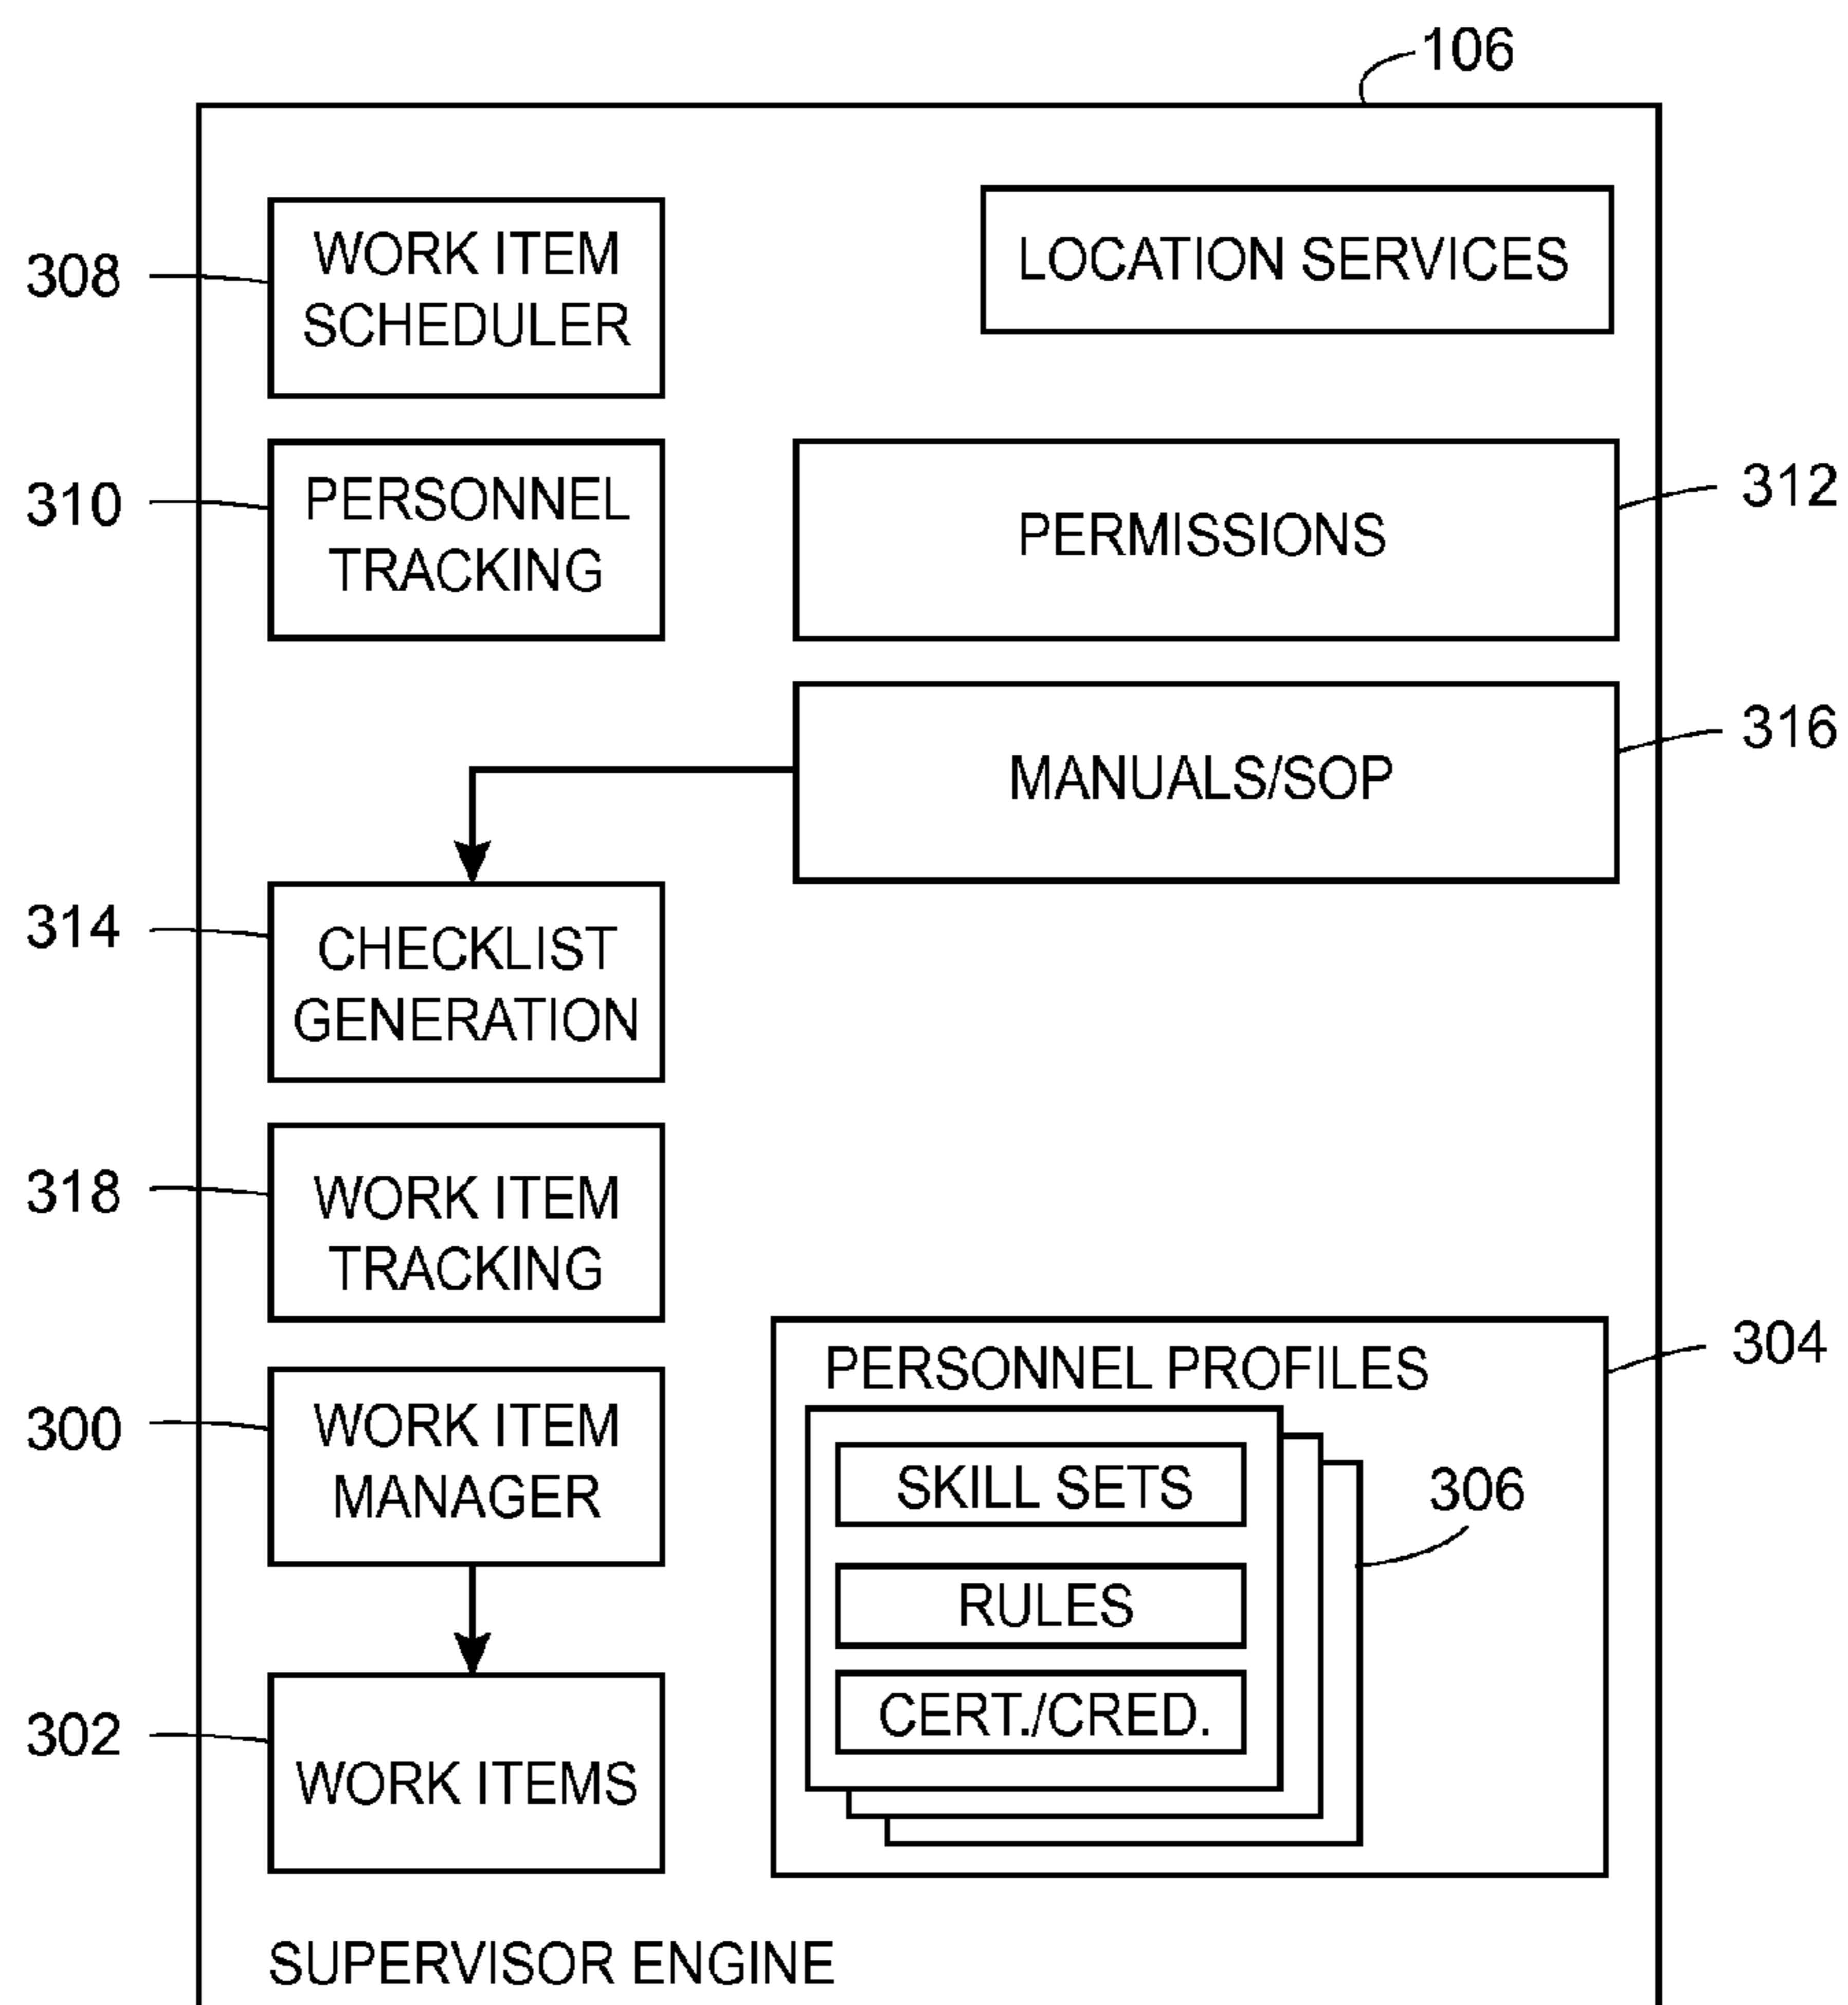 106
308
WORK ITEM
SCHEDULER
LOCATION SERVICES
310
PERSONNEL
TRACKING
PERMISSIONS
312
MANUALS/SOP
316
314
CHECKLIST
GENERATION
318
WORK ITEM
TRACKING
300
WORK ITEM
MANAGER
302
WORK ITEMS
PERSONNEL PROFILES
304
SKILL SETS
306
RULES
CERT./CRED.
SUPERVISOR ENGINE